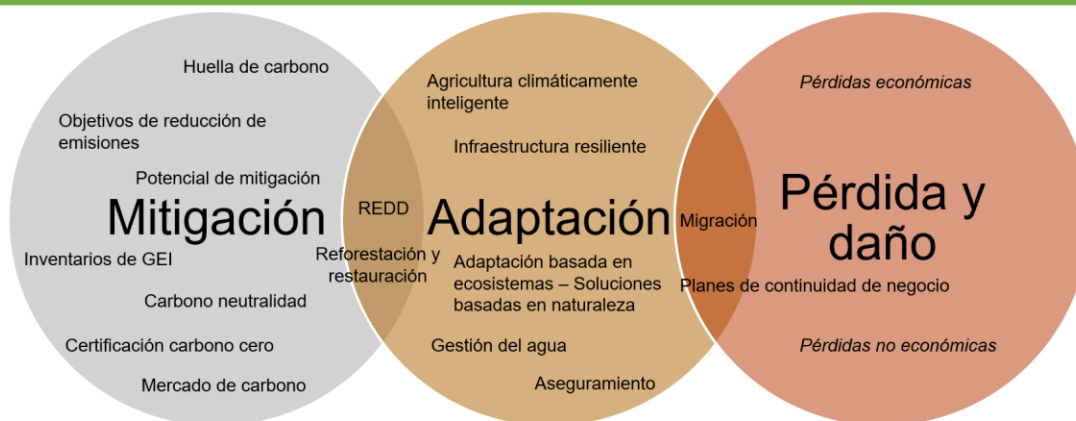 Huella de carbono
Objetivos de reducción de
emisiones
Potencial de mitigación
Mitigación
Inventarios de GEI
Carbono neutralidad
Certificación carbono cero
Mercado de carbono
REDD
Reforestación y
restauración
Agricultura climáticamente
inteligente
Infraestructura resiliente
Adaptación
Adaptación basada en
ecosistemas – Soluciones
basadas en naturaleza
Gestión del agua
Aseguramiento
Migración
Planes de continuidad de negocio
Pérdidas económicas
Pérdida y
daño
Pérdidas no económicas